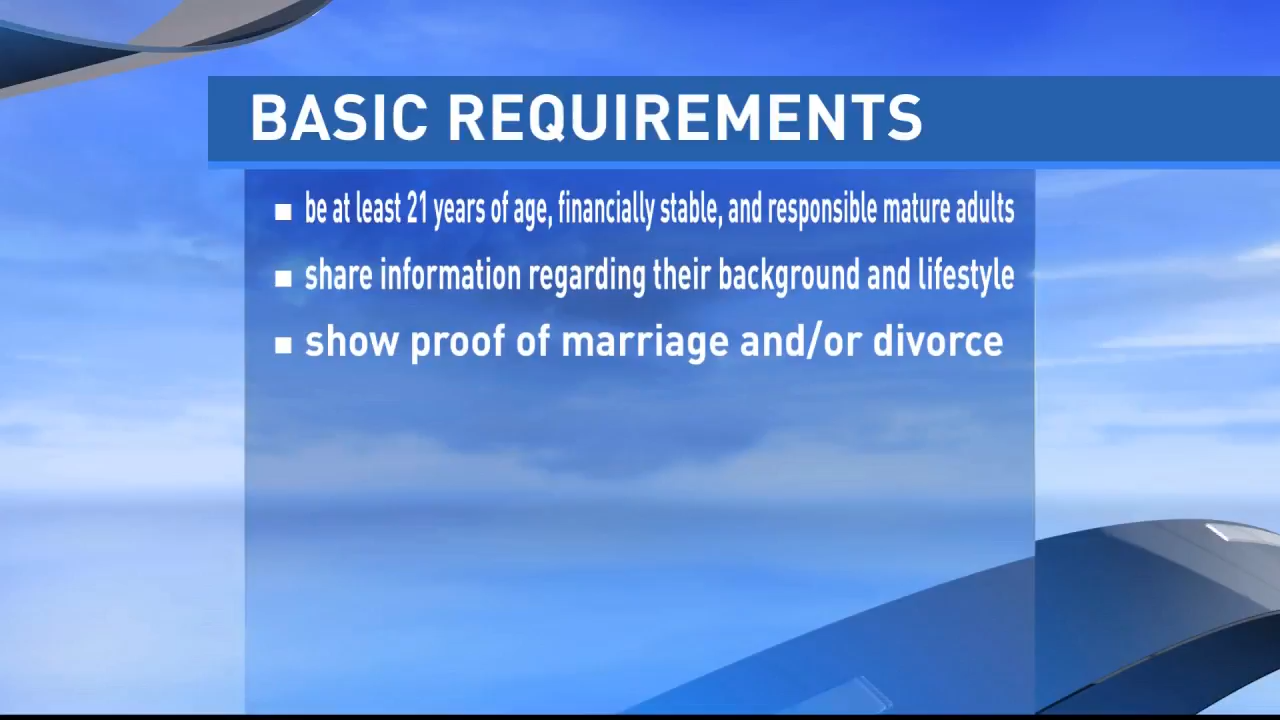 BASIC REQUIREMENTS
▪ be at least 21 years of age, financially stable, and responsible mature adults
▪ share information regarding their background and lifestyle
▪ show proof of marriage and/or divorce